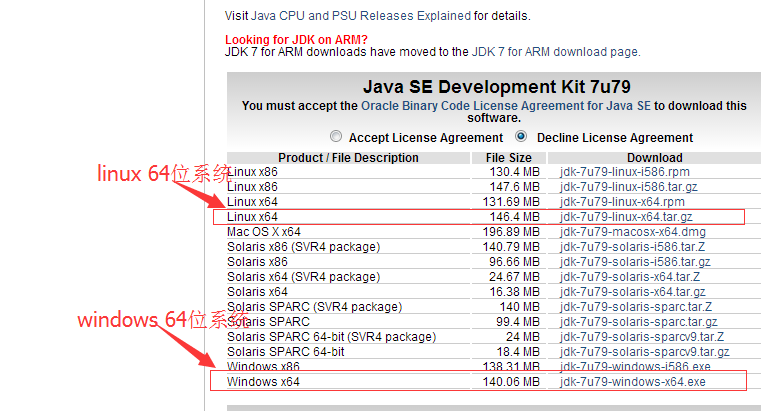 Visit Java CPU and PSU Releases Explained for details.
Looking for JDK on ARM?
JDK 7 for ARM downloads have moved to the JDK 7 for ARM download page.
Java SE Development Kit 7u79
You must accept the Oracle Binary Code License Agreement for Java SE to download this
software.
Accept License Agreement Decline License Agreement
Product / File Description File Size Download
linux 64位系统
Linux x86 130.4 MB jdk-7u79-linux-i586.rpm
Linux x86 147.6 MB jdk-7u79-linux-i586.tar.gz
Linux x64 131.69 MB jdk-7u79-linux-x64.rpm
Linux x64 146.4 MB jdk-7u79-linux-x64.tar.gz
Mac OS X x64 196.89 MB jdk-7u79-macosx-x64.dmg
Solaris x86 (SVR4 package) 140.79 MB jdk-7u79-solaris-i586.tar.Z
Solaris x86 96.66 MB jdk-7u79-solaris-i586.tar.gz
Solaris x64 (SVR4 package) 24.67 MB jdk-7u79-solaris-x64.tar.Z
Solaris x64 16.38 MB jdk-7u79-solaris-x64.tar.gz
Solaris SPARC (SVR4 package) 140 MB jdk-7u79-solaris-sparc.tar.Z
windows 64位系统
Solaris SPARC 99.4 MB jdk-7u79-solaris-sparc.tar.gz
Solaris SPARC 64-bit (SVR4 package) 24 MB jdk-7u79-solaris-sparcv9.tar.Z
Solaris SPARC 64-bit 18.4 MB jdk-7u79-solaris-sparcv9.tar.gz
Windows x86 138.31 MB jdk-7u79-windows-i586.exe
Windows x64 140.06 MB jdk-7u79-windows-x64.exe